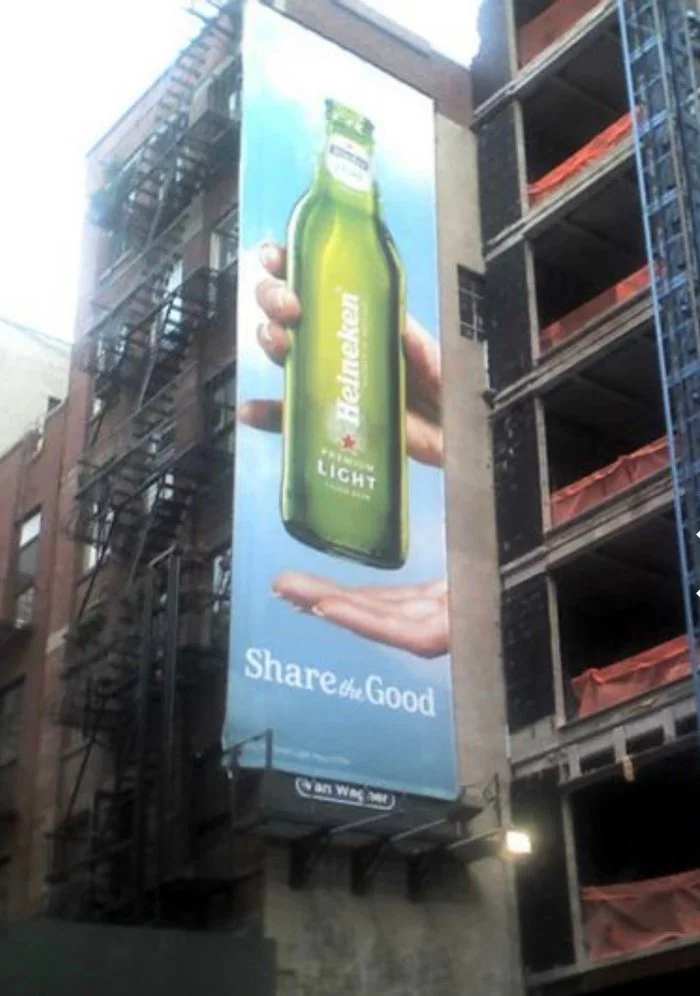 Heineken
PREMIUM
LIGHT
Share the Good
Van Wagner